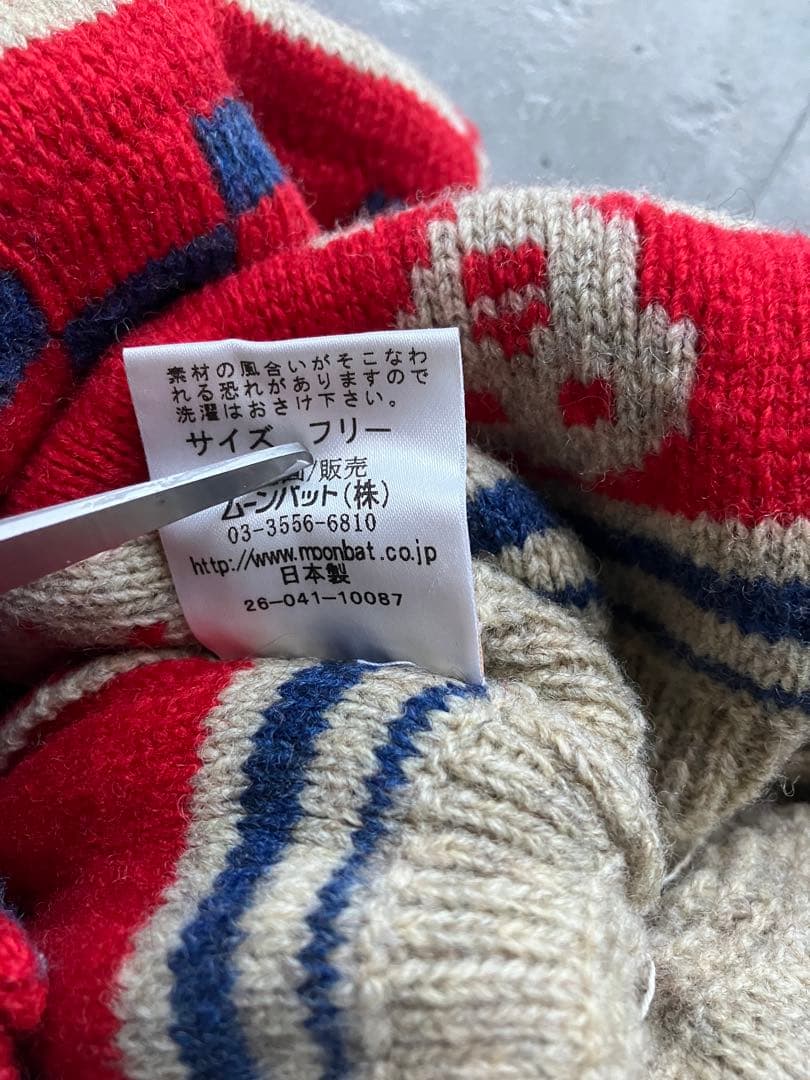 素材の風合いがそこなわ
れる恐れがありますので
洗濯はおさけ下さい。
サイズ フリー
/販売
ムーンバット(株)
03-3556-6810
http://www.moonbat.co.jp
日本製
26-041-10087